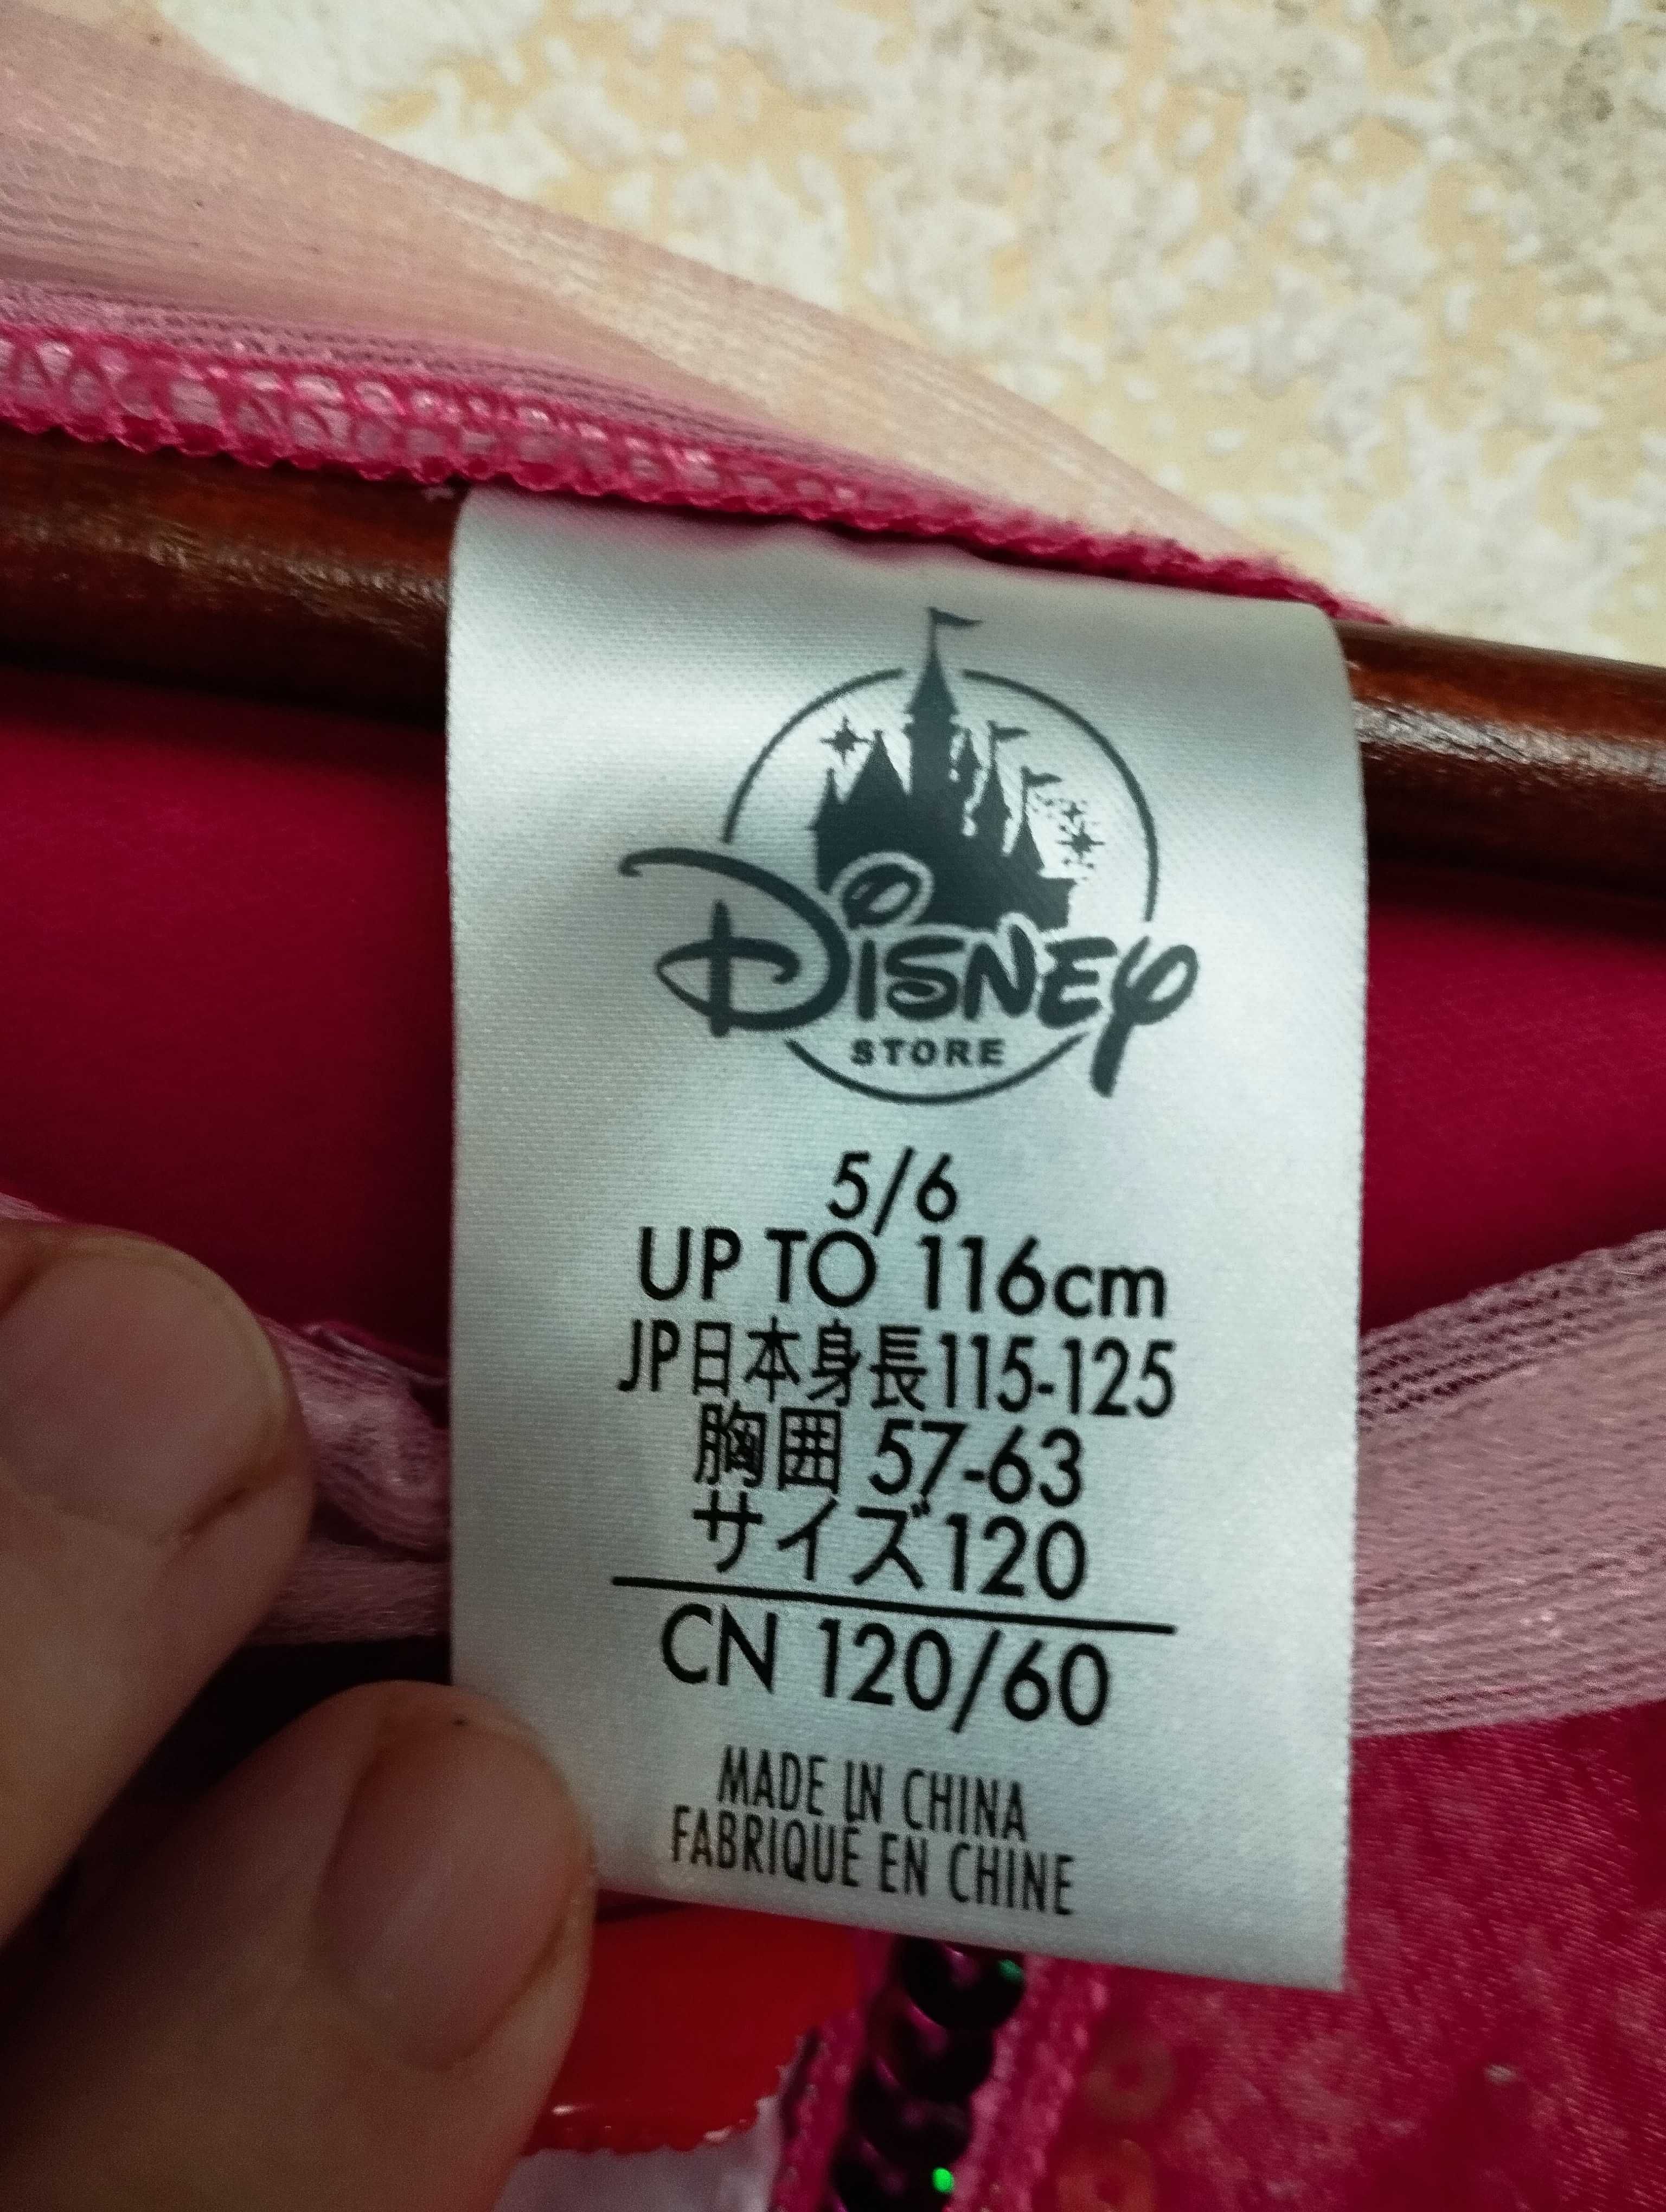 Disney
STORE
5/6
UP TO 116cm
JP日本身長115-125
胸囲 57-63
サイズ120
CN 120/60
MADE IN CHINA
FABRIQUÉ EN CHINE